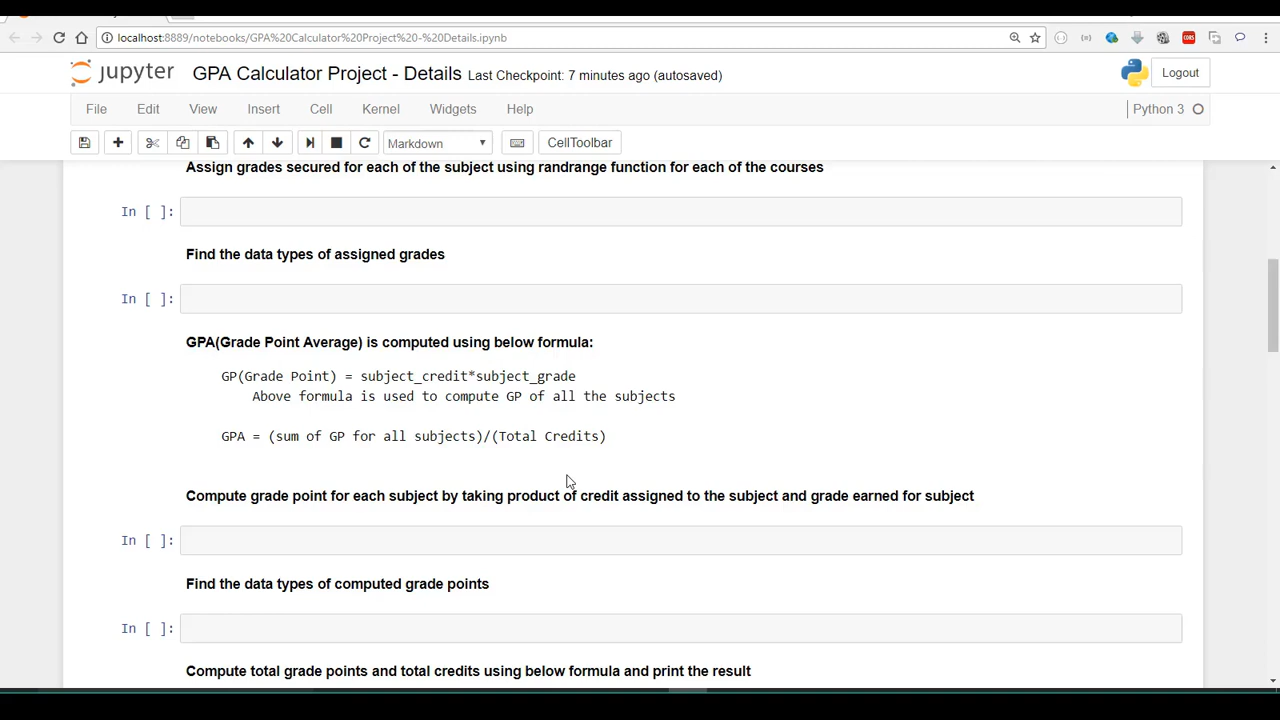 localhost:8889/notebooks/GPA%20Calculator%20Project%20-%20Details.ipynb
jupyter GPA Calculator Project - Details Last Checkpoint: 7 minutes ago (autosaved) Logout
File Edit View Insert Cell Kernel Widgets Help Python 3
Markdown CellToolbar
Assign grades secured for each of the subject using randrange function for each of the courses
In [ ]:
Find the data types of assigned grades
In [ ]:
GPA(Grade Point Average) is computed using below formula:
GP(Grade Point) = subject_credit*subject_grade
Above formula is used to compute GP of all the subjects
GPA = (sum of GP for all subjects)/(Total Credits)
Compute grade point for each subject by taking product of credit assigned to the subject and grade earned for subject
In [ ]:
Find the data types of computed grade points
In [ ]:
Compute total grade points and total credits using below formula and print the result